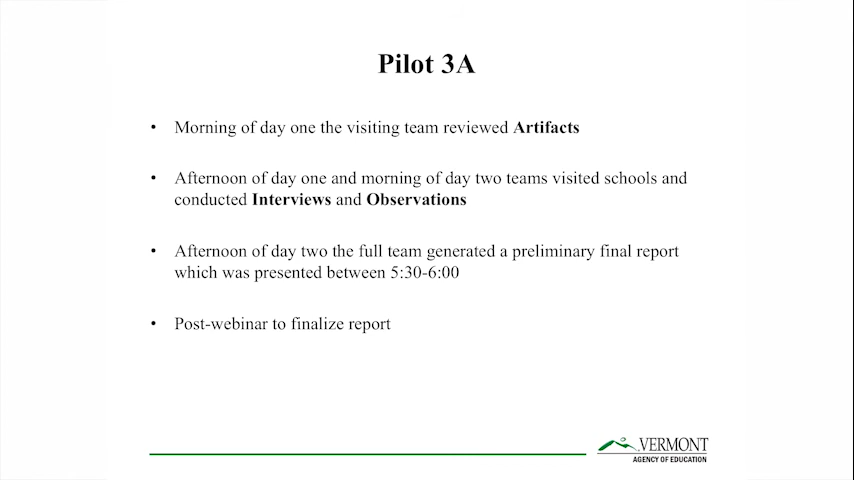 Pilot 3A
• Morning of day one the visiting team reviewed Artifacts
• Afternoon of day one and morning of day two teams visited schools and
conducted Interviews and Observations
• Afternoon of day two the full team generated a preliminary final report
which was presented between 5:30-6:00
• Post-webinar to finalize report
VERMONT
AGENCY OF EDUCATION